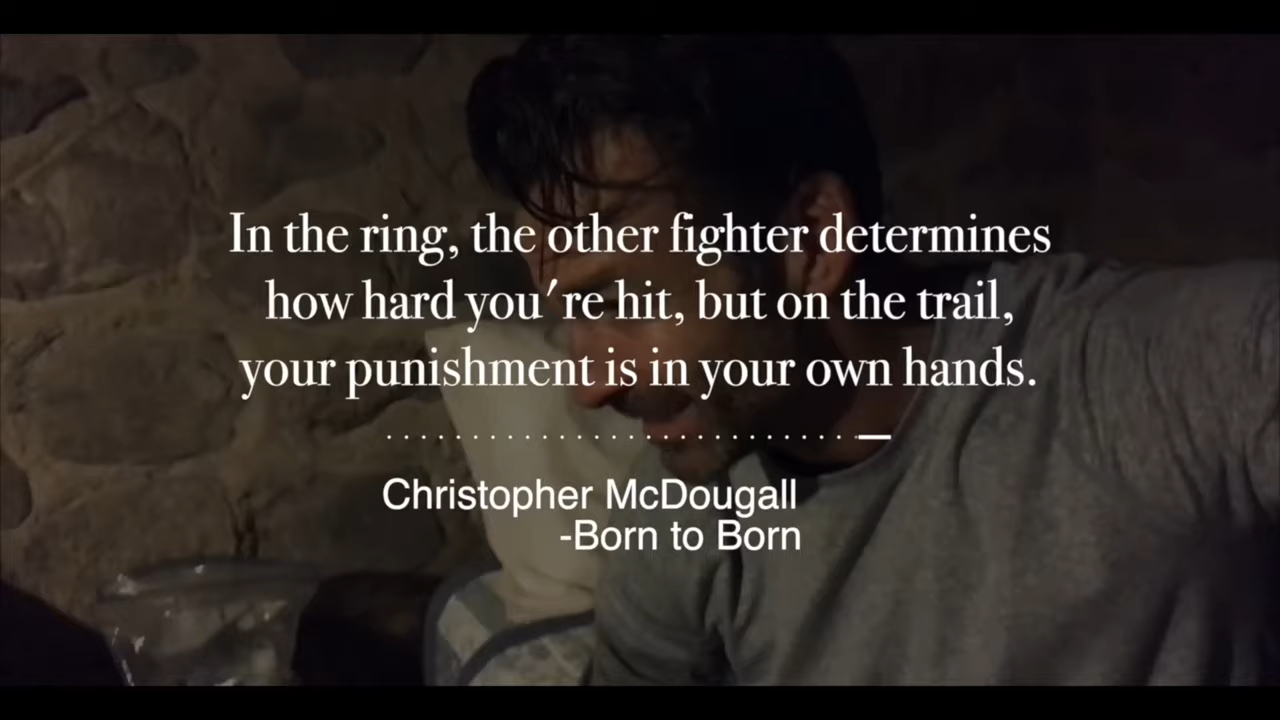 In the ring, the other fighter determines
how hard you're hit, but on the trail,
your punishment is in your own hands.
Christopher McDougall
-Born to Born